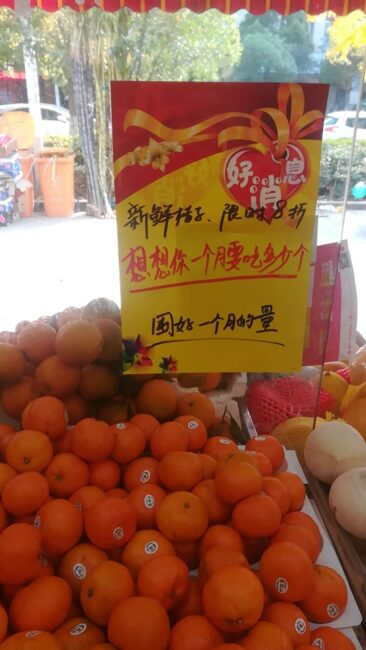 好消息
新鲜桔子、限时8折
想想你一个月要吃多少个
囤好一个月的量